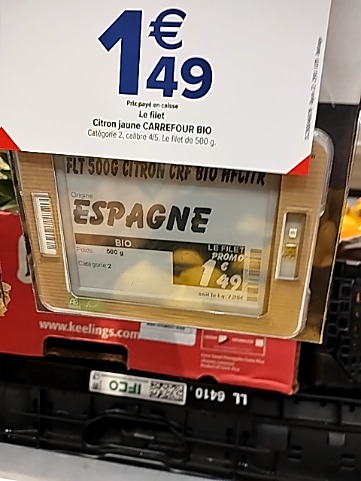 1€49
Prix payé en caisse
Le filet
Citron jaune CARREFOUR BIO
Catégorie 2, calibre 4/5. Le filet de 500 g.
FLT 500G CITRON CRF BIO
Origine
ESPAGNE
BIO
Poids 500 g
Catégorie 2
LE FILET
PROMO
1€49
www.keelings.com
IFCO
LL 6410